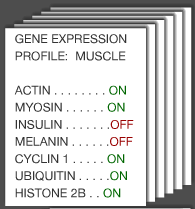 GENE EXPRESSION
PROFILE: MUSCLE
ACTIN . . . . . . . . ON
MYOSIN . . . . . . ON
INSULIN . . . . . . .OFF
MELANIN . . . . . .OFF
CYCLIN 1 . . . . . ON
UBIQUITIN . . . . .ON
HISTONE 2B . . ON